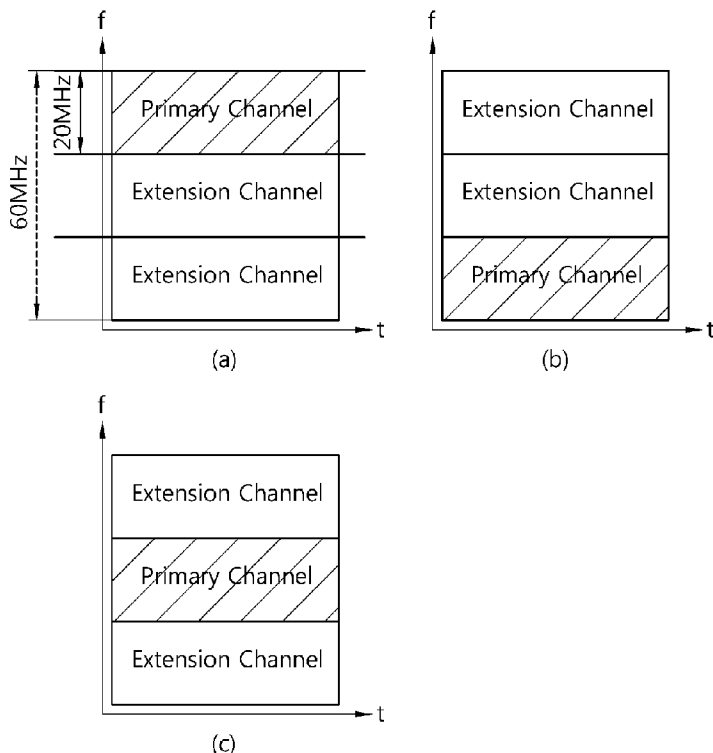 f
60MHz
20MHz
Primary Channel
Extension Channel
Extension Channel
t
(a)
f
Extension Channel
Extension Channel
Primary Channel
t
(b)
f
Extension Channel
Primary Channel
Extension Channel
t
(c)